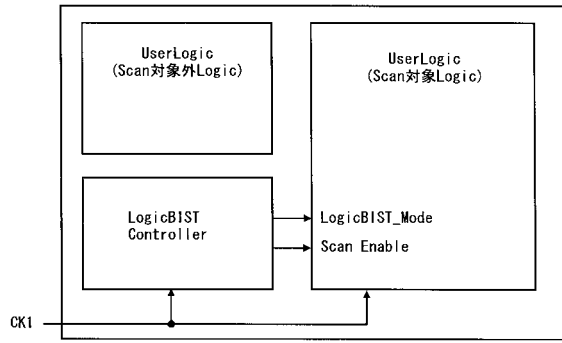 UserLogic
(Scan対象外Logic)
UserLogic
(Scan対象Logic)
LogicBIST
Controller
LogicBIST_Mode
Scan Enable
CK1